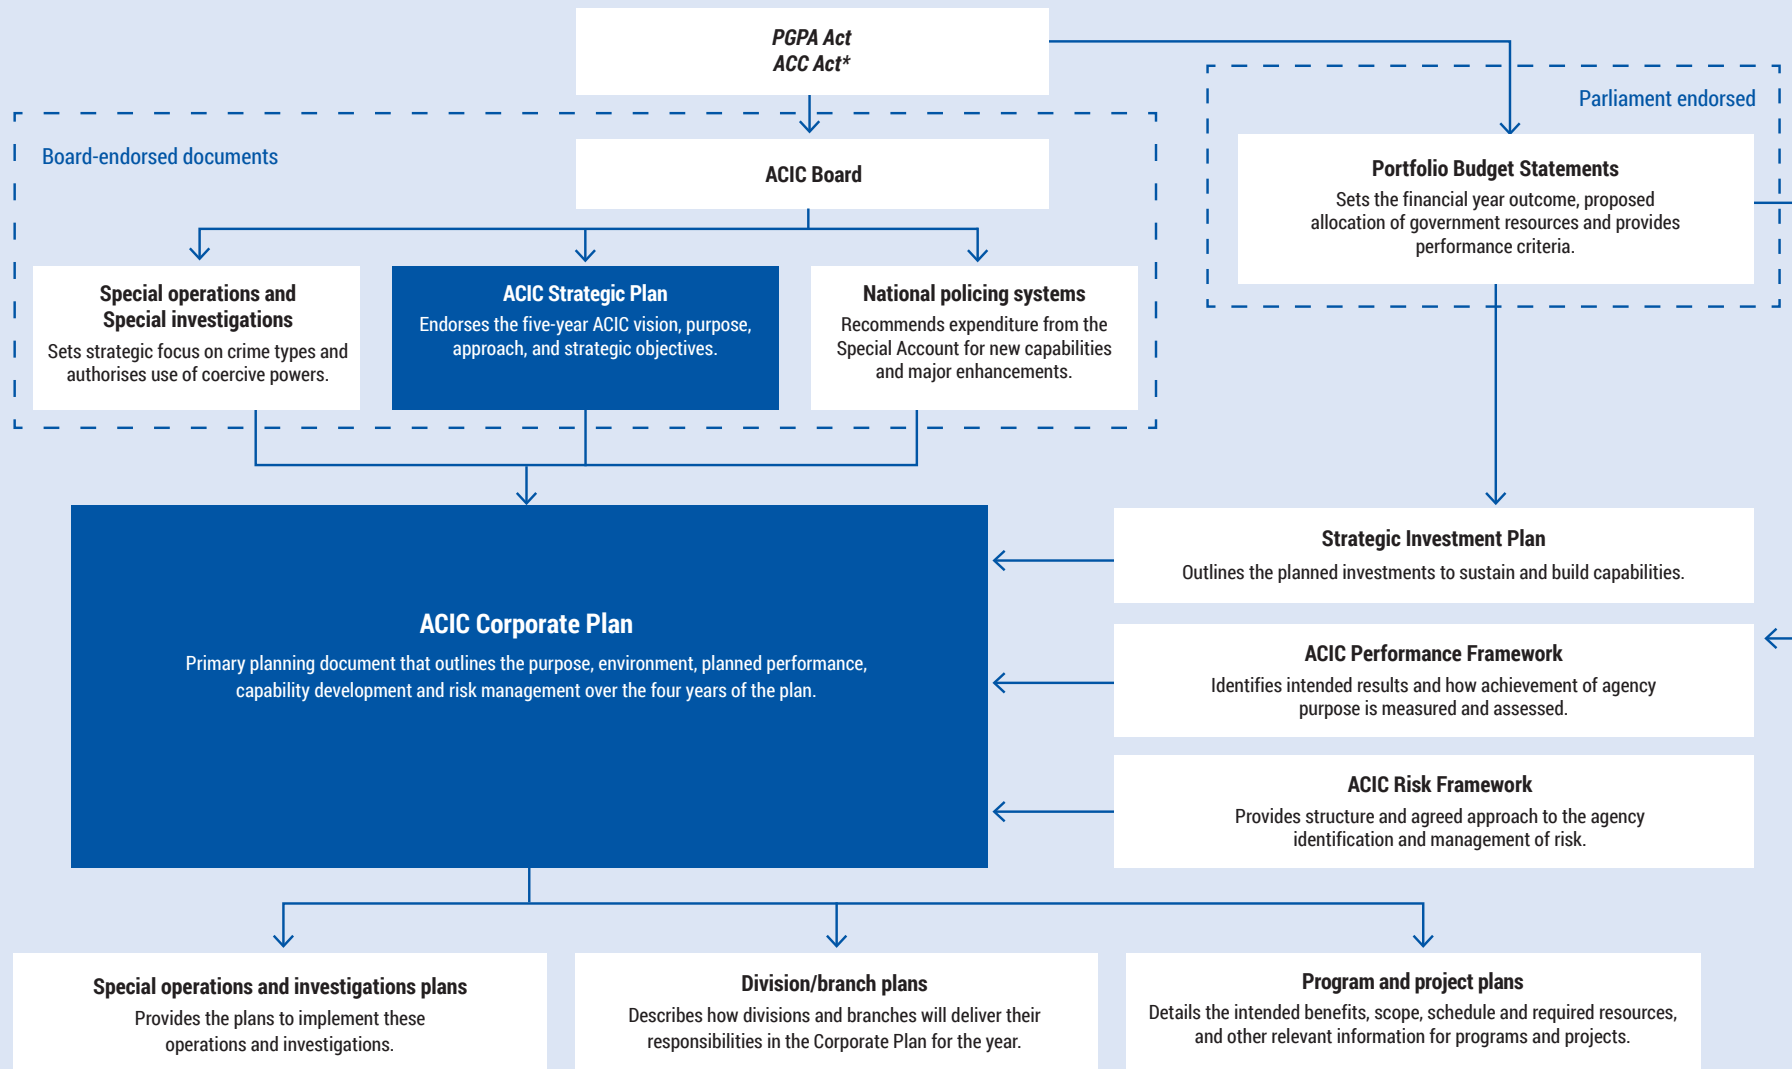 PGPA Act
ACC Act*
Parliament endorsed
Board-endorsed documents
ACIC Board
Portfolio Budget Statements
Sets the financial year outcome, proposed
allocation of government resources and provides
performance criteria.
Special operations and
Special investigations
Sets strategic focus on crime types and
authorises use of coercive powers.
ACIC Strategic Plan
Endorses the five-year ACIC vision, purpose,
approach, and strategic objectives.
National policing systems
Recommends expenditure from the
Special Account for new capabilities
and major enhancements.
ACIC Corporate Plan
Primary planning document that outlines the purpose, environment, planned performance,
capability development and risk management over the four years of the plan.
Strategic Investment Plan
Outlines the planned investments to sustain and build capabilities.
ACIC Performance Framework
Identifies intended results and how achievement of agency
purpose is measured and assessed.
ACIC Risk Framework
Provides structure and agreed approach to the agency
identification and management of risk.
Special operations and investigations plans
Provides the plans to implement these
operations and investigations.
Division/branch plans
Describes how divisions and branches will deliver their
responsibilities in the Corporate Plan for the year.
Program and project plans
Details the intended benefits, scope, schedule and required resources,
and other relevant information for programs and projects.